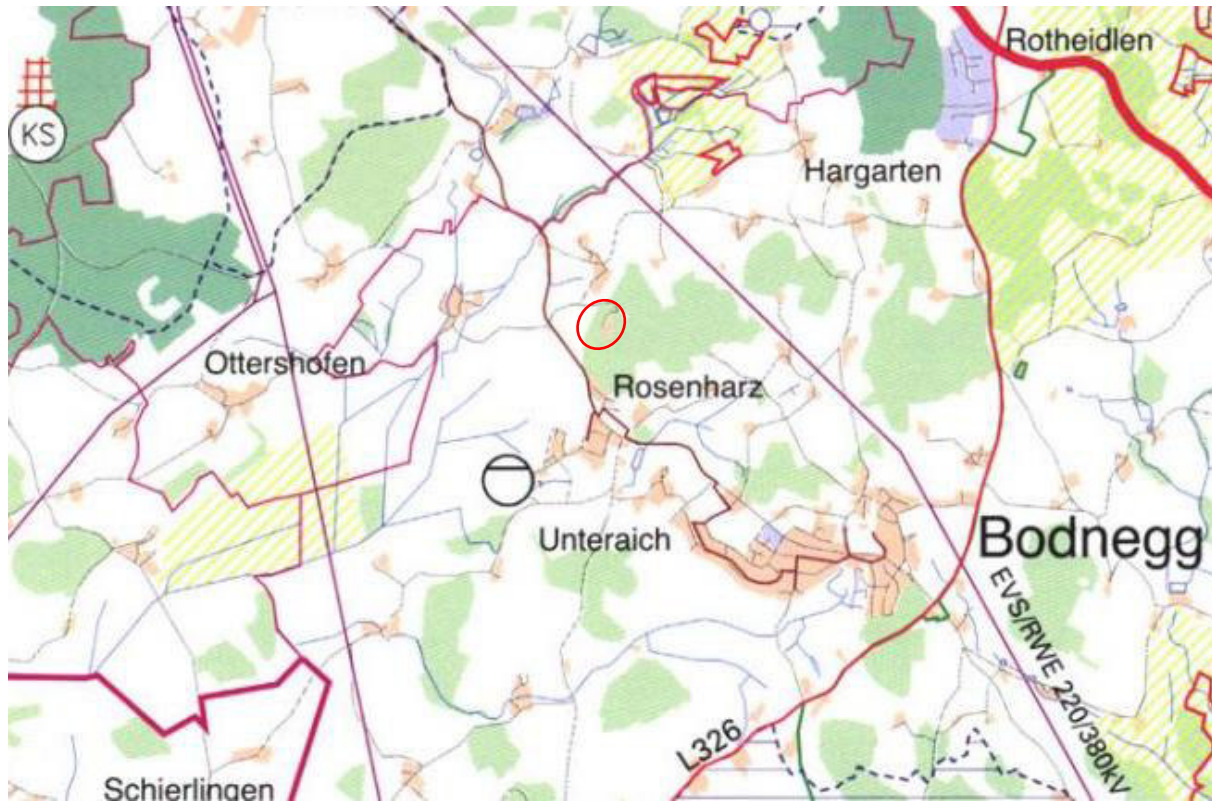 Rotheidlen
KS
Hargarten
Ottershofen
Rosenharz
Unteraich
Bodnegg
EVS/RWE 220/380kV
L326
Schierlingen